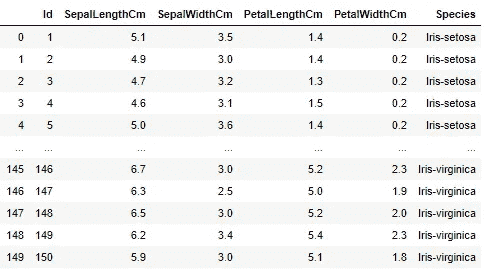 Id SepalLengthCm SepalWidthCm PetalLengthCm PetalWidthCm Species
0 1 5.1 3.5 1.4 0.2 Iris-setosa
1 2 4.9 3.0 1.4 0.2 Iris-setosa
2 3 4.7 3.2 1.3 0.2 Iris-setosa
3 4 4.6 3.1 1.5 0.2 Iris-setosa
4 5 5.0 3.6 1.4 0.2 Iris-setosa
... ... ... ... ... ... ...
145 146 6.7 3.0 5.2 2.3 Iris-virginica
146 147 6.3 2.5 5.0 1.9 Iris-virginica
147 148 6.5 3.0 5.2 2.0 Iris-virginica
148 149 6.2 3.4 5.4 2.3 Iris-virginica
149 150 5.9 3.0 5.1 1.8 Iris-virginica